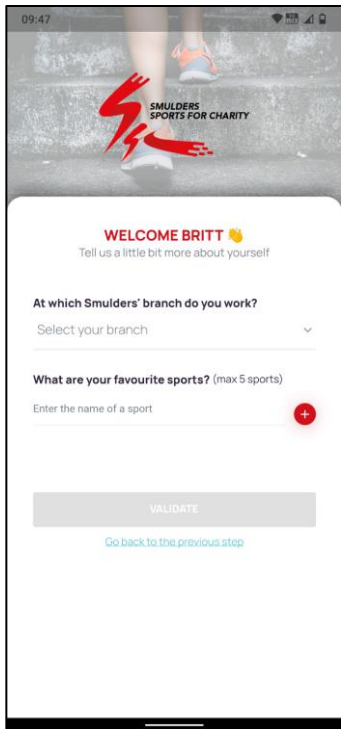 09:47
SMULDERS
SPORTS FOR CHARITY
WELCOME BRITT 👋
Tell us a little bit more about yourself
At which Smulders' branch do you work?
Select your branch
What are your favourite sports? (max 5 sports)
Enter the name of a sport
+
VALIDATE
Go back to the previous step